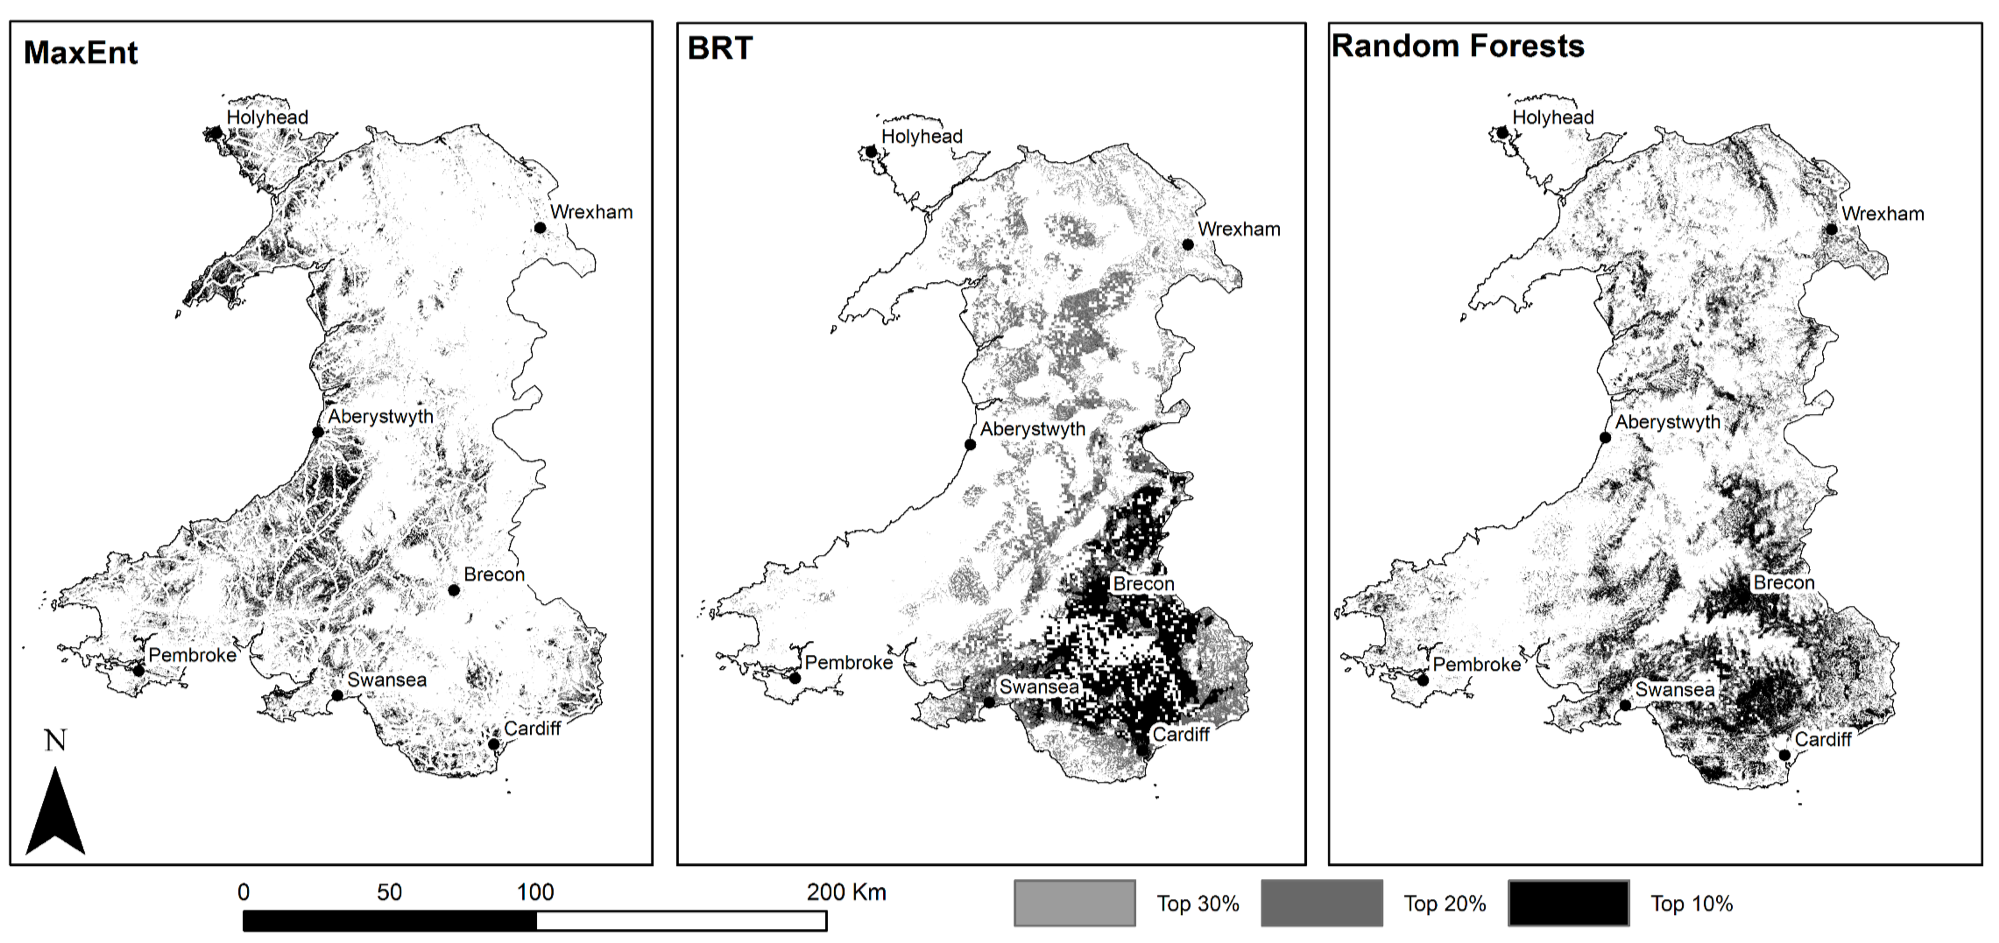 MaxEnt
Holyhead
Wrexham
Aberystwyth
Brecon
Pembroke
Swansea
Cardiff
N
BRT
Holyhead
Wrexham
Aberystwyth
Brecon
Pembroke
Swansea
Cardiff
Random Forests
Holyhead
Wrexham
Aberystwyth
Brecon
Pembroke
Swansea
Cardiff
0 50 100 200 Km
Top 30% Top 20% Top 10%